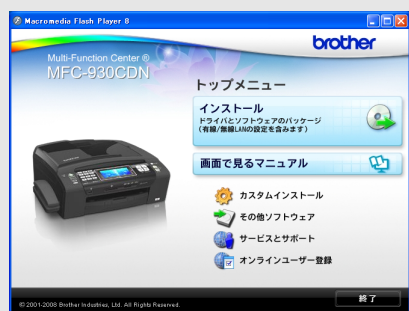 Macromedia Flash Player 8
brother
Multi-Function Center ®
MFC-930CDN
トップメニュー
インストール
ドライバとソフトウェアのパッケージ
(有線/無線LANの設定を含みます)
画面で見るマニュアル
カスタムインストール
その他ソフトウェア
サービスとサポート
オンラインユーザー登録
© 2001-2008 Brother Industries, Ltd. All Rights Reserved.
終了